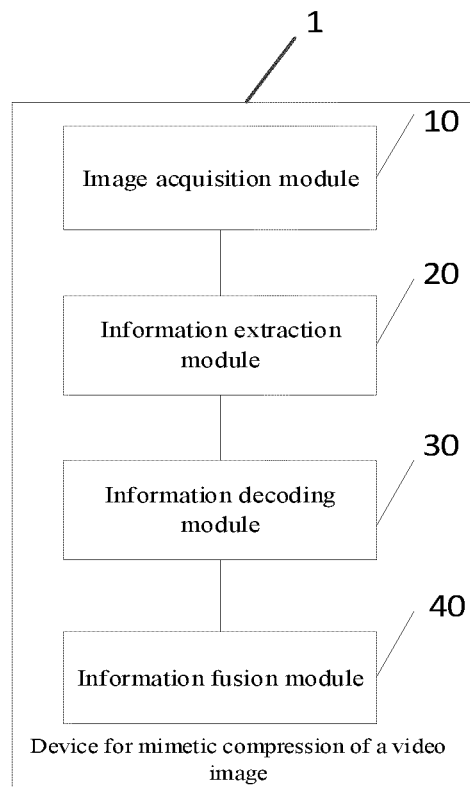 1
10
Image acquisition module
20
Information extraction
module
30
Information decoding
module
40
Information fusion module
Device for mimetic compression of a video
image